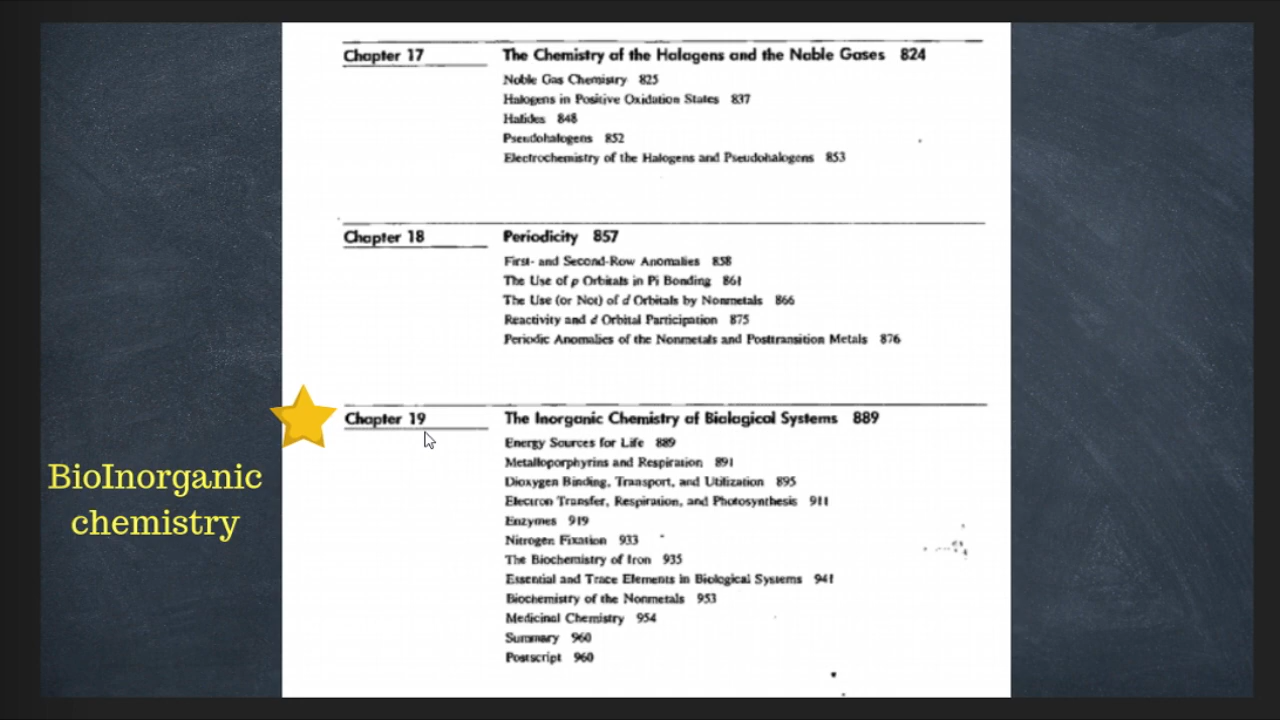 Chapter 17 The Chemistry of the Halogens and the Noble Gases 824
Noble Gas Chemistry 825
Halogens in Positive Oxidation States 837
Halides 848
Pseudohalogens 852
Electrochemistry of the Halogens and Pseudohalogens 853
Chapter 18 Periodicity 857
First- and Second-Row Anomalies 858
The Use of p Orbitals in Pi Bonding 861
The Use (or Not) of d Orbitals by Nonmetals 866
Reactivity and d Orbital Participation 875
Periodic Anomalies of the Nonmetals and Posttransition Metals 876
Chapter 19 The Inorganic Chemistry of Biological Systems 889
Energy Sources for Life 889
Metalloporphyrins and Respiration 891
Dioxygen Binding, Transport, and Utilization 895
Electron Transfer, Respiration, and Photosynthesis 911
Enzymes 919
Nitrogen Fixation 933
The Biochemistry of Iron 935
Essential and Trace Elements in Biological Systems 941
Biochemistry of the Nonmetals 953
Medicinal Chemistry 954
Summary 960
Postscript 960
BioInorganic
chemistry